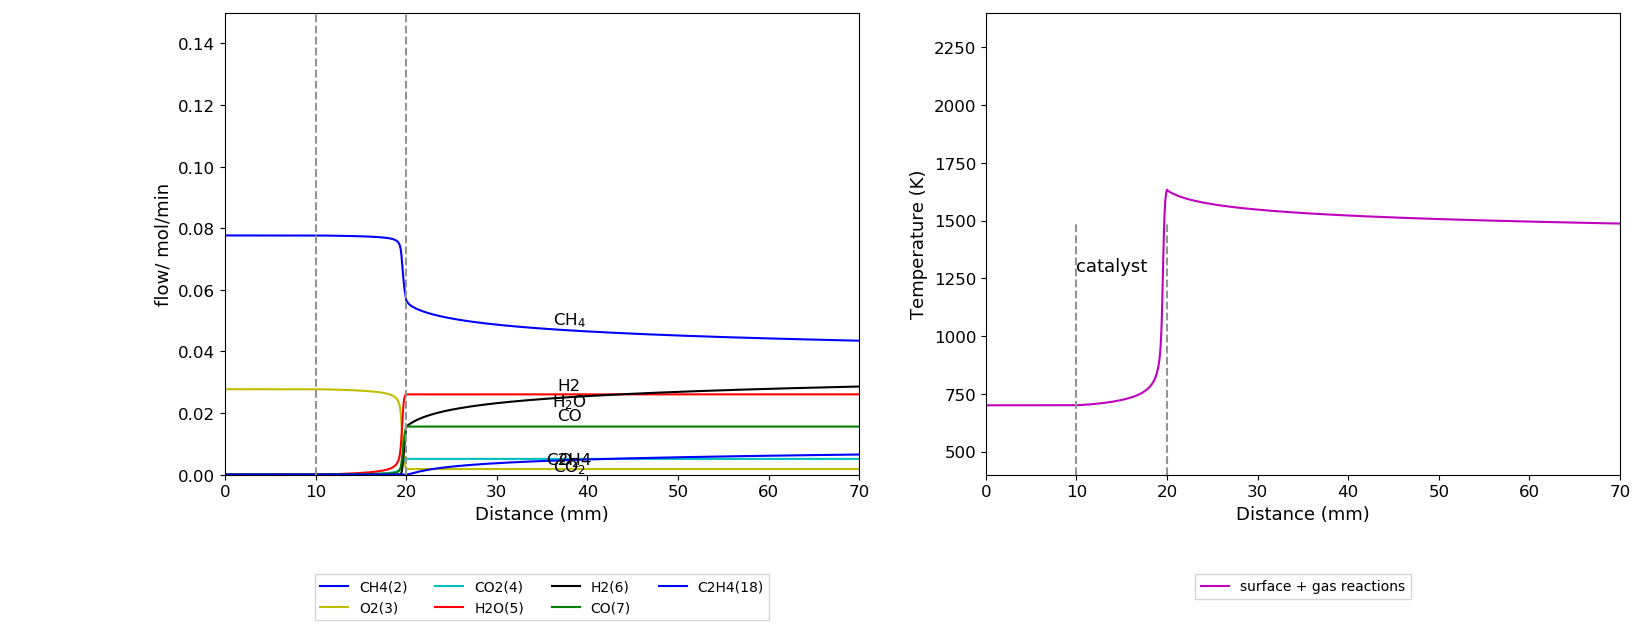 0.14
0.12
0.10
0.08
0.06
0.04
0.02
0.00
flow/ mol/min
CH₄
H2
H₂O
CO
C2H4
CO₂
0 10 20 30 40 50 60 70
Distance (mm)
CH4(2) CO2(4) H2(6) C2H4(18)
O2(3) H2O(5) CO(7)
2250
2000
1750
1500
1250
1000
750
500
Temperature (K)
catalyst
0 10 20 30 40 50 60 70
Distance (mm)
surface + gas reactions